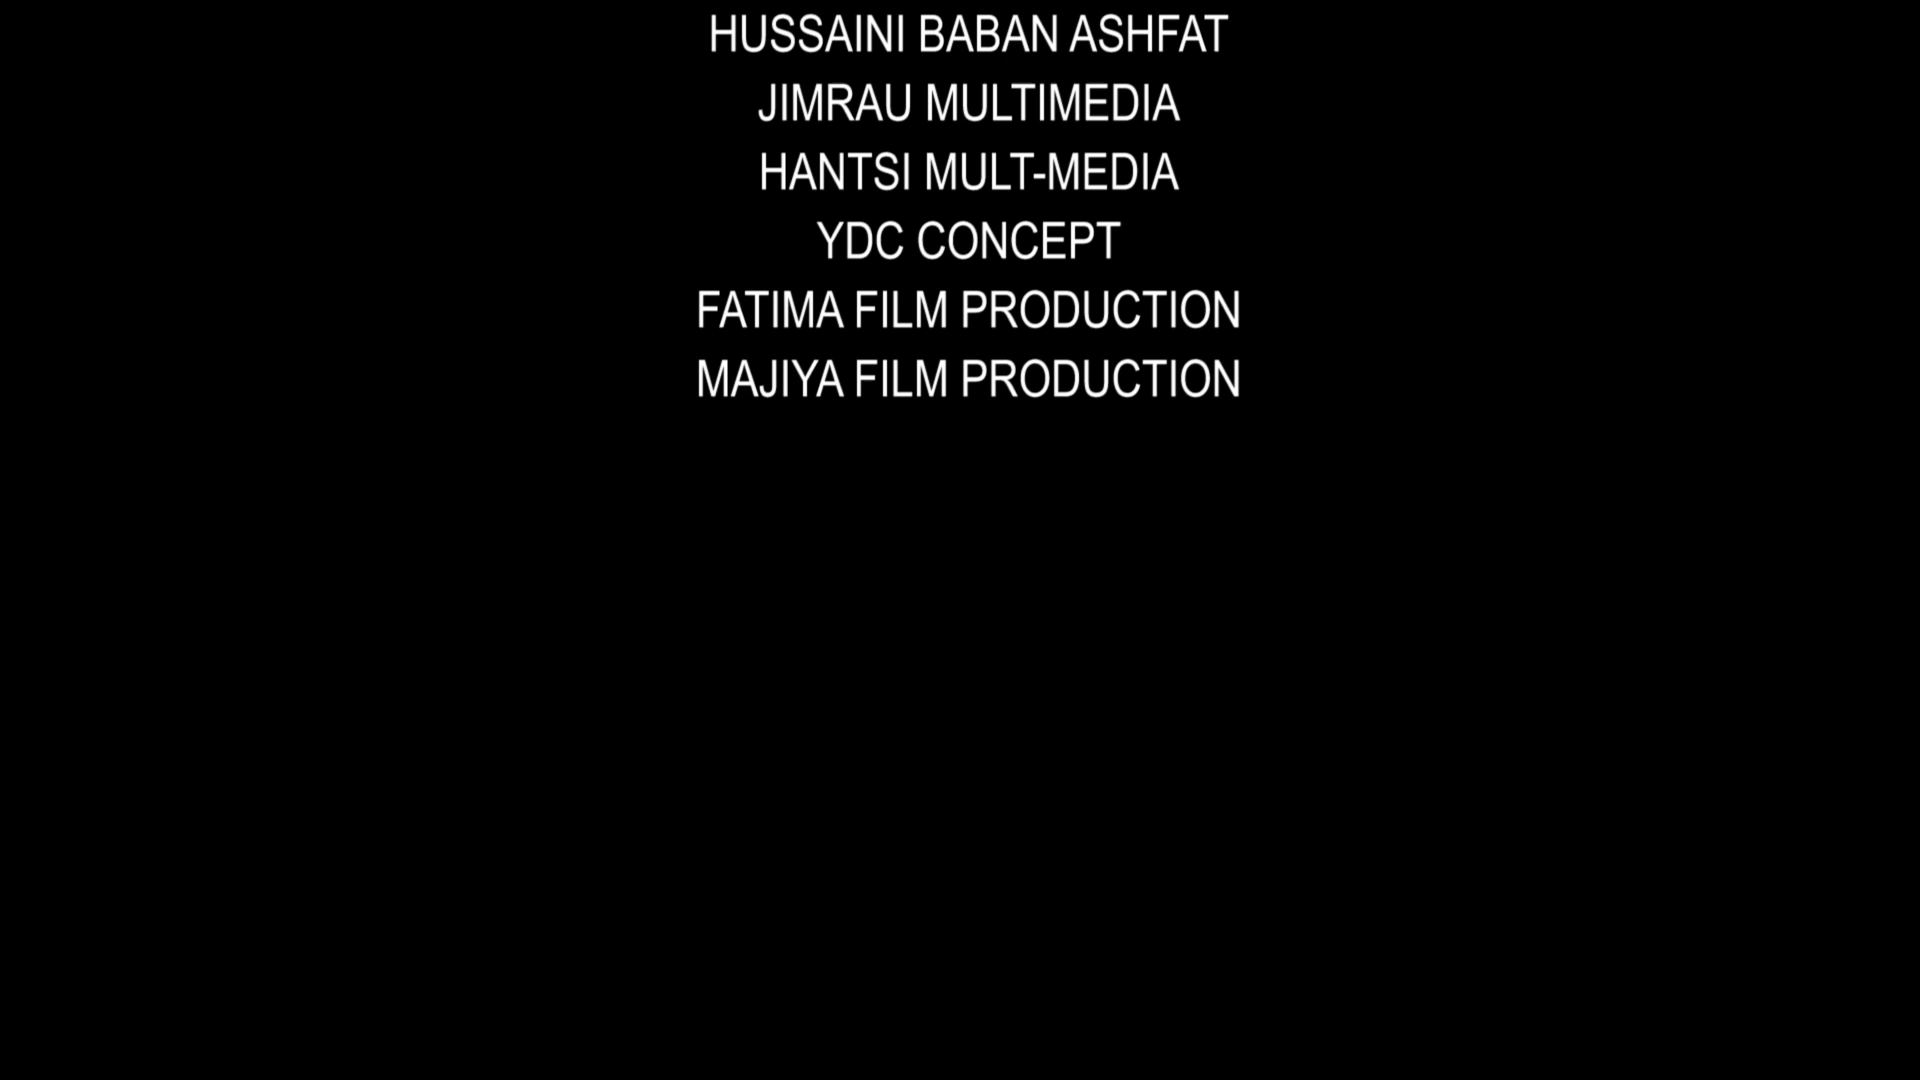 HUSSAINI BABAN ASHFAT
JIMRAU MULTIMEDIA
HANTSI MULT-MEDIA
YDC CONCEPT
FATIMA FILM PRODUCTION
MAJIYA FILM PRODUCTION